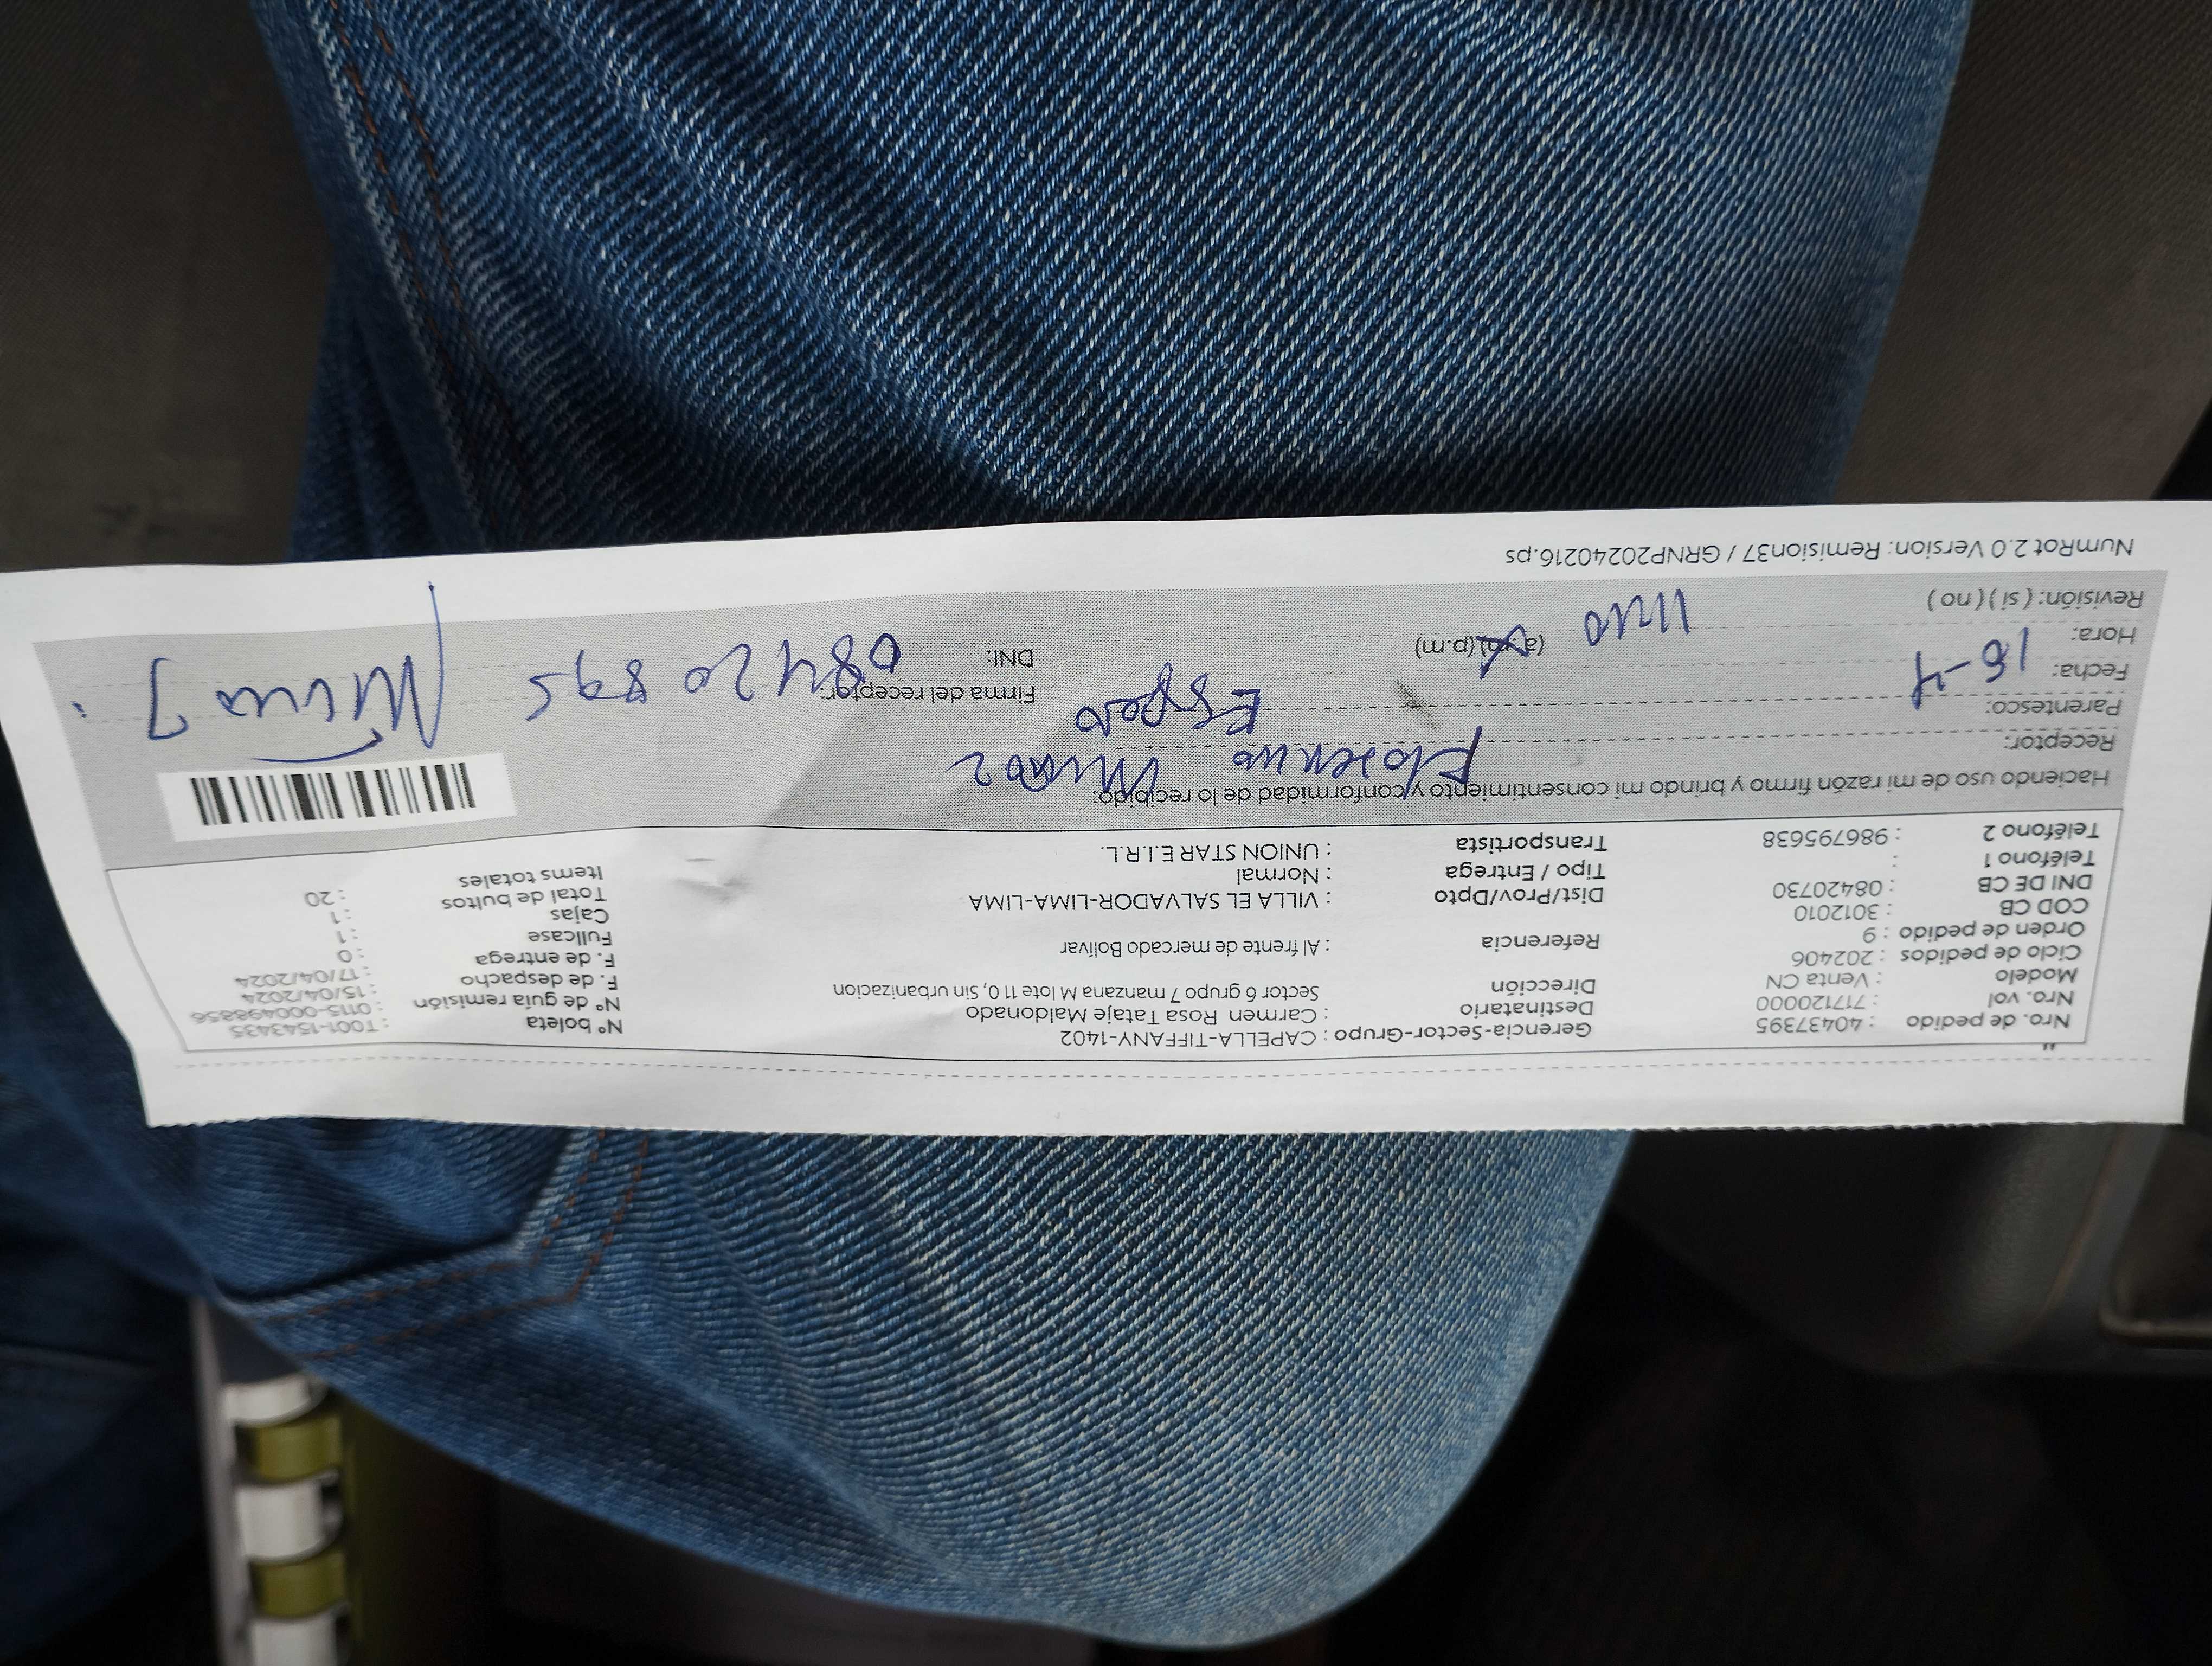 Nro. de pedido : 40437395 Gerencia-Sector-Grupo : CAPELLA-TIFFANY-1402 Nº boleta : T001-1543435
Nro. vol : 717120000 Destinatario : Carmen Rosa Tataje Maldonado Nº de guía remisión : 0115-000498856
Modelo : Venta CN Dirección Sector 6 grupo 7 manzana M lote 11 0, Sin urbanizacion F. de despacho : 15/04/2024
Ciclo de pedidos : 202406 Referencia : Al frente de mercado Bolivar F. de entrega : 17/04/2024
Orden de pedido : 9 Fullcase : 0
COD CB : 3012010 Dist/Prov/Dpto : VILLA EL SALVADOR-LIMA-LIMA Cajas : 1
DNI DE CB : 08420730 Tipo / Entrega : Normal Total de bultos : 1
Teléfono 1 : Transportista : UNION STAR E.I.R.L. Items totales : 20
Teléfono 2 : 986795638
Haciendo uso de mi razón firmo y brindo mi consentimiento y conformidad de lo recibido:
Receptor: Muñoz
Parentesco: Esposo
Fecha: 16-4 Firma del receptor:
Hora: 1140 (a.m) (p.m) DNI: 08420895
Revisión: ( si ) ( no )
NumRot 2.0 Version: Remision37 / GRNP20240216.ps